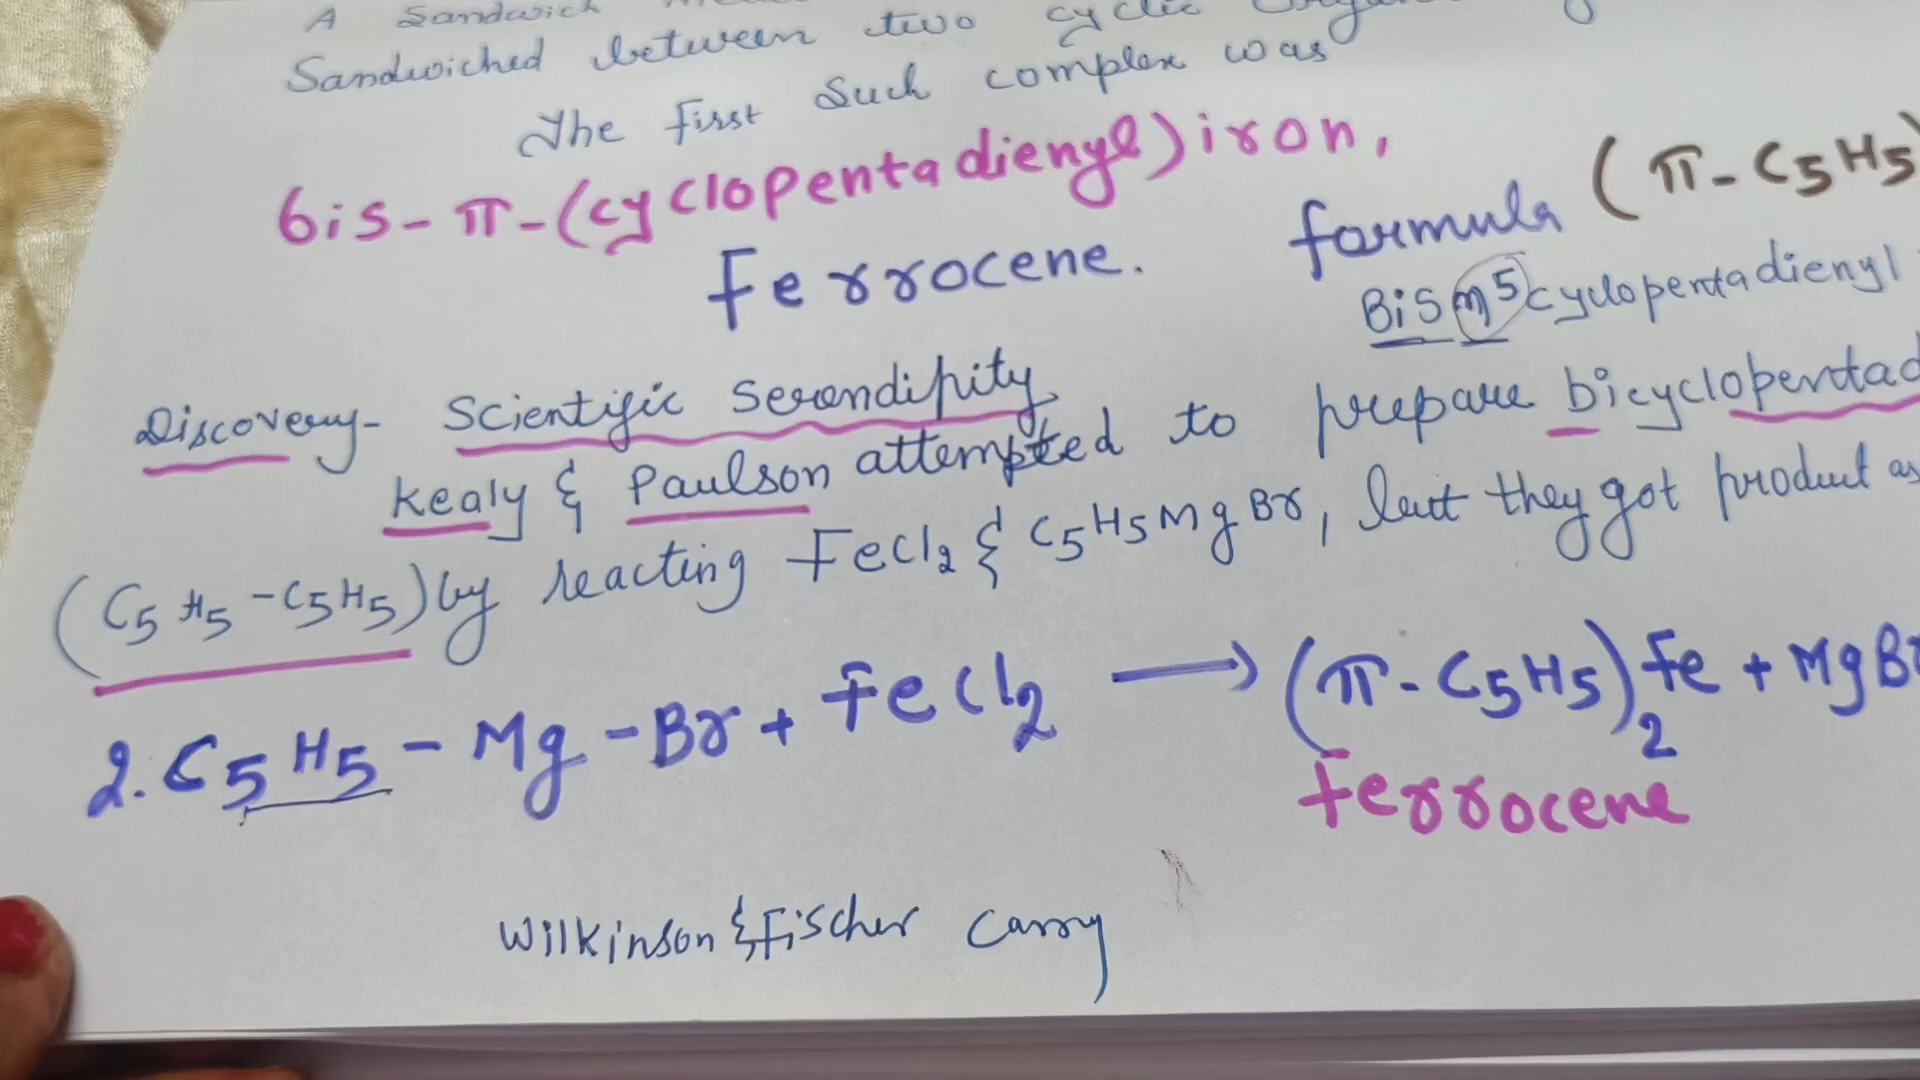 A Sandwich
Sandwiched between two cyclic
The First Such complex was
bis-π-(cyclopentadienyl)iron,
Ferrocene. formula (π-C5H5)
Bis η5 cyclopentadienyl
Discovery- Scientific Serendipity
Kealy & Paulson attempted to prepare bicyclopentad
(C5H5-C5H5) by reacting FeCl2 & C5H5MgBr, but they got product as
2.C5H5-Mg-Br + FeCl2 → (π-C5H5)2Fe + MgBr
Ferrocene
Wilkinson & Fischer Carry